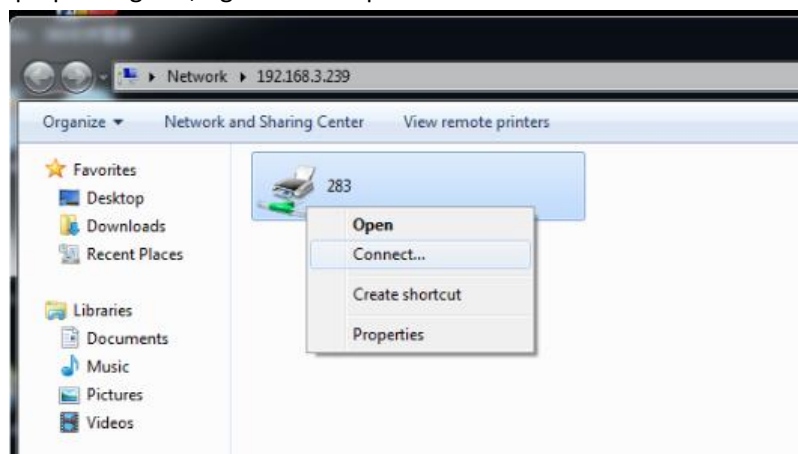 Network ▸ 192.168.3.239
Organize ▾ Network and Sharing Center View remote printers
Favorites
Desktop
Downloads
Recent Places
Libraries
Documents
Music
Pictures
Videos
283
Open
Connect...
Create shortcut
Properties